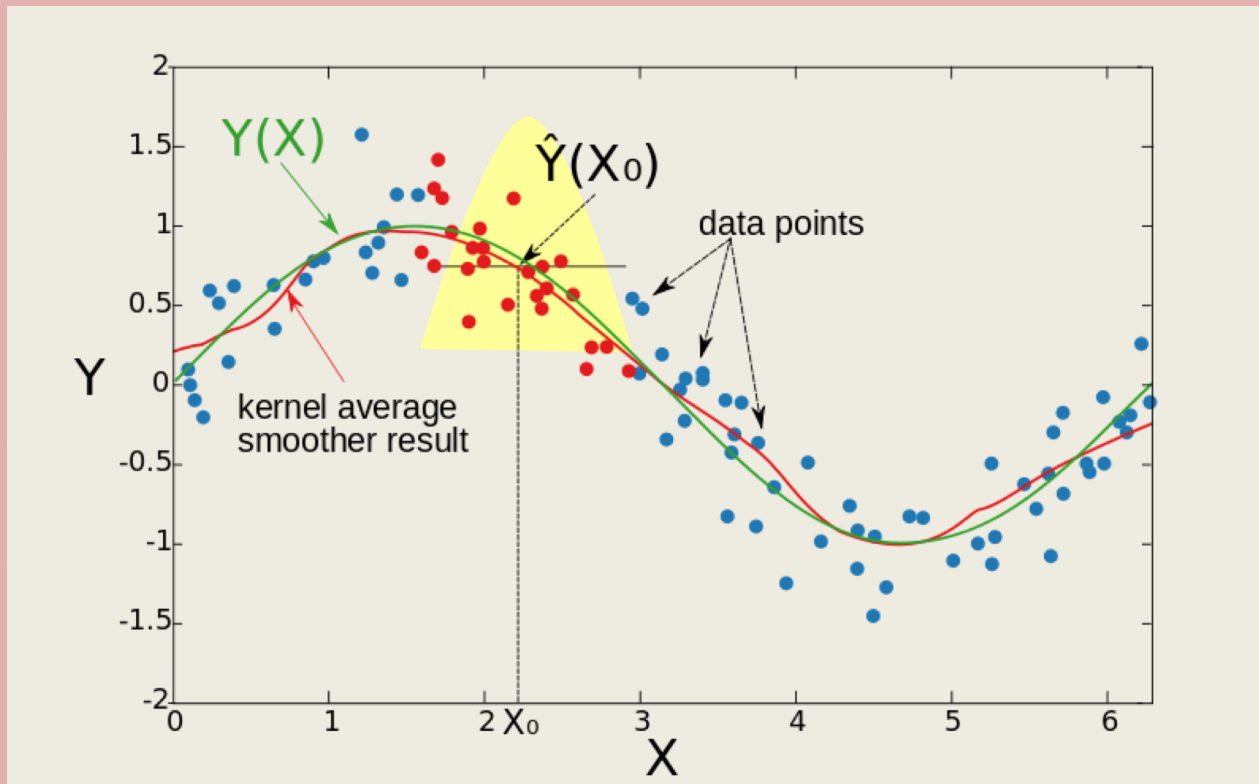 2
1.5
1
0.5
0
-0.5
-1
-1.5
-2
Y
Y(X)
Ŷ(X₀)
data points
kernel average
smoother result
0 1 2 X₀ 3 4 5 6
X